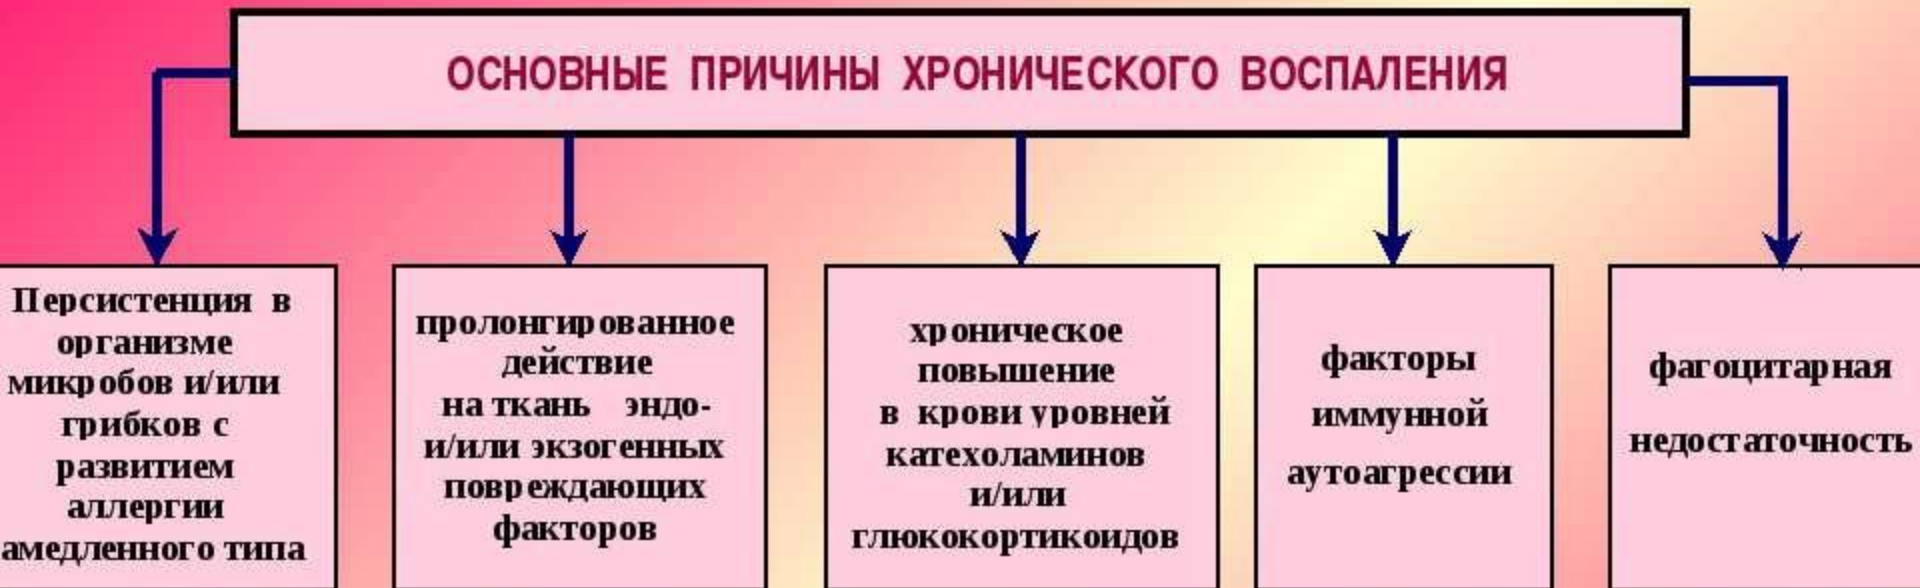 ОСНОВНЫЕ ПРИЧИНЫ ХРОНИЧЕСКОГО ВОСПАЛЕНИЯ
Персистенция в
организме
микробов и/или
грибков с
развитием
аллергии
амедленного типа
пролонгированное
действие
на ткань эндо-
и/или экзогенных
повреждающих
факторов
хроническое
повышение
в крови уровней
катехоламинов
и/или
глюкокортикоидов
факторы
иммунной
аутоагрессии
фагоцитарная
недостаточность